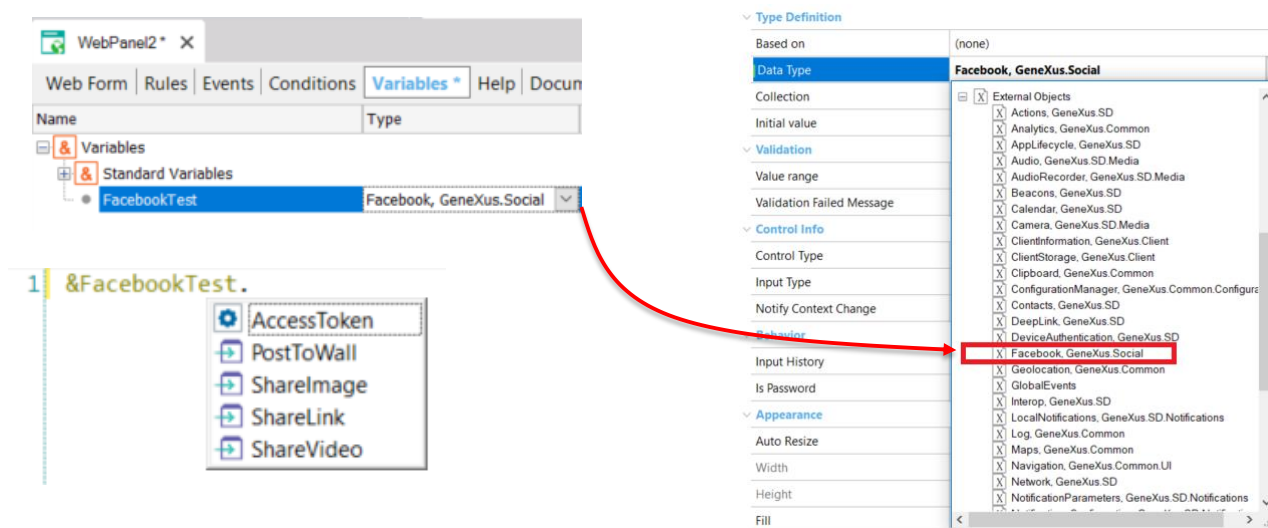 WebPanel2 *
Web Form Rules Events Conditions Variables * Help Docum
Name Type
& Variables
& Standard Variables
FacebookTest Facebook, GeneXus.Social
1 &FacebookTest.
AccessToken
PostToWall
ShareImage
ShareLink
ShareVideo
Type Definition
Based on (none)
Data Type Facebook, GeneXus.Social
Collection
Initial value
Validation
Value range
Validation Failed Message
Control Info
Control Type
Input Type
Notify Context Change
Behavior
Input History
Is Password
Appearance
Auto Resize
Width
Height
Fill
External Objects
Actions, GeneXus.SD
Analytics, GeneXus.Common
AppLifecycle, GeneXus.SD
Audio, GeneXus.SD.Media
AudioRecorder, GeneXus.SD.Media
Beacons, GeneXus.SD
Calendar, GeneXus.SD
Camera, GeneXus.SD.Media
ClientInformation, GeneXus.Client
ClientStorage, GeneXus.Client
Clipboard, GeneXus.Common
ConfigurationManager, GeneXus.Common.Configura
Contacts, GeneXus.SD
DeepLink, GeneXus.SD
DeviceAuthentication, GeneXus.SD
Facebook, GeneXus.Social
Geolocation, GeneXus.Common
GlobalEvents
Interop, GeneXus.SD
LocalNotifications, GeneXus.SD.Notifications
Log, GeneXus.Common
Maps, GeneXus.Common
Navigation, GeneXus.Common.UI
Network, GeneXus.SD
NotificationParameters, GeneXus.SD.Notifications